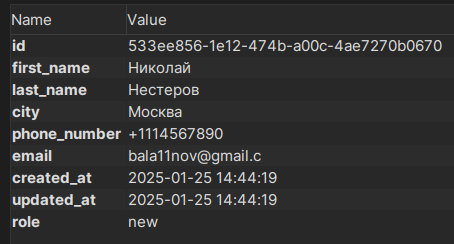 Name Value
id 533ee856-1e12-474b-a00c-4ae7270b0670
first_name Николай
last_name Нестеров
city Москва
phone_number +1114567890
email bala11nov@gmail.c
created_at 2025-01-25 14:44:19
updated_at 2025-01-25 14:44:19
role new